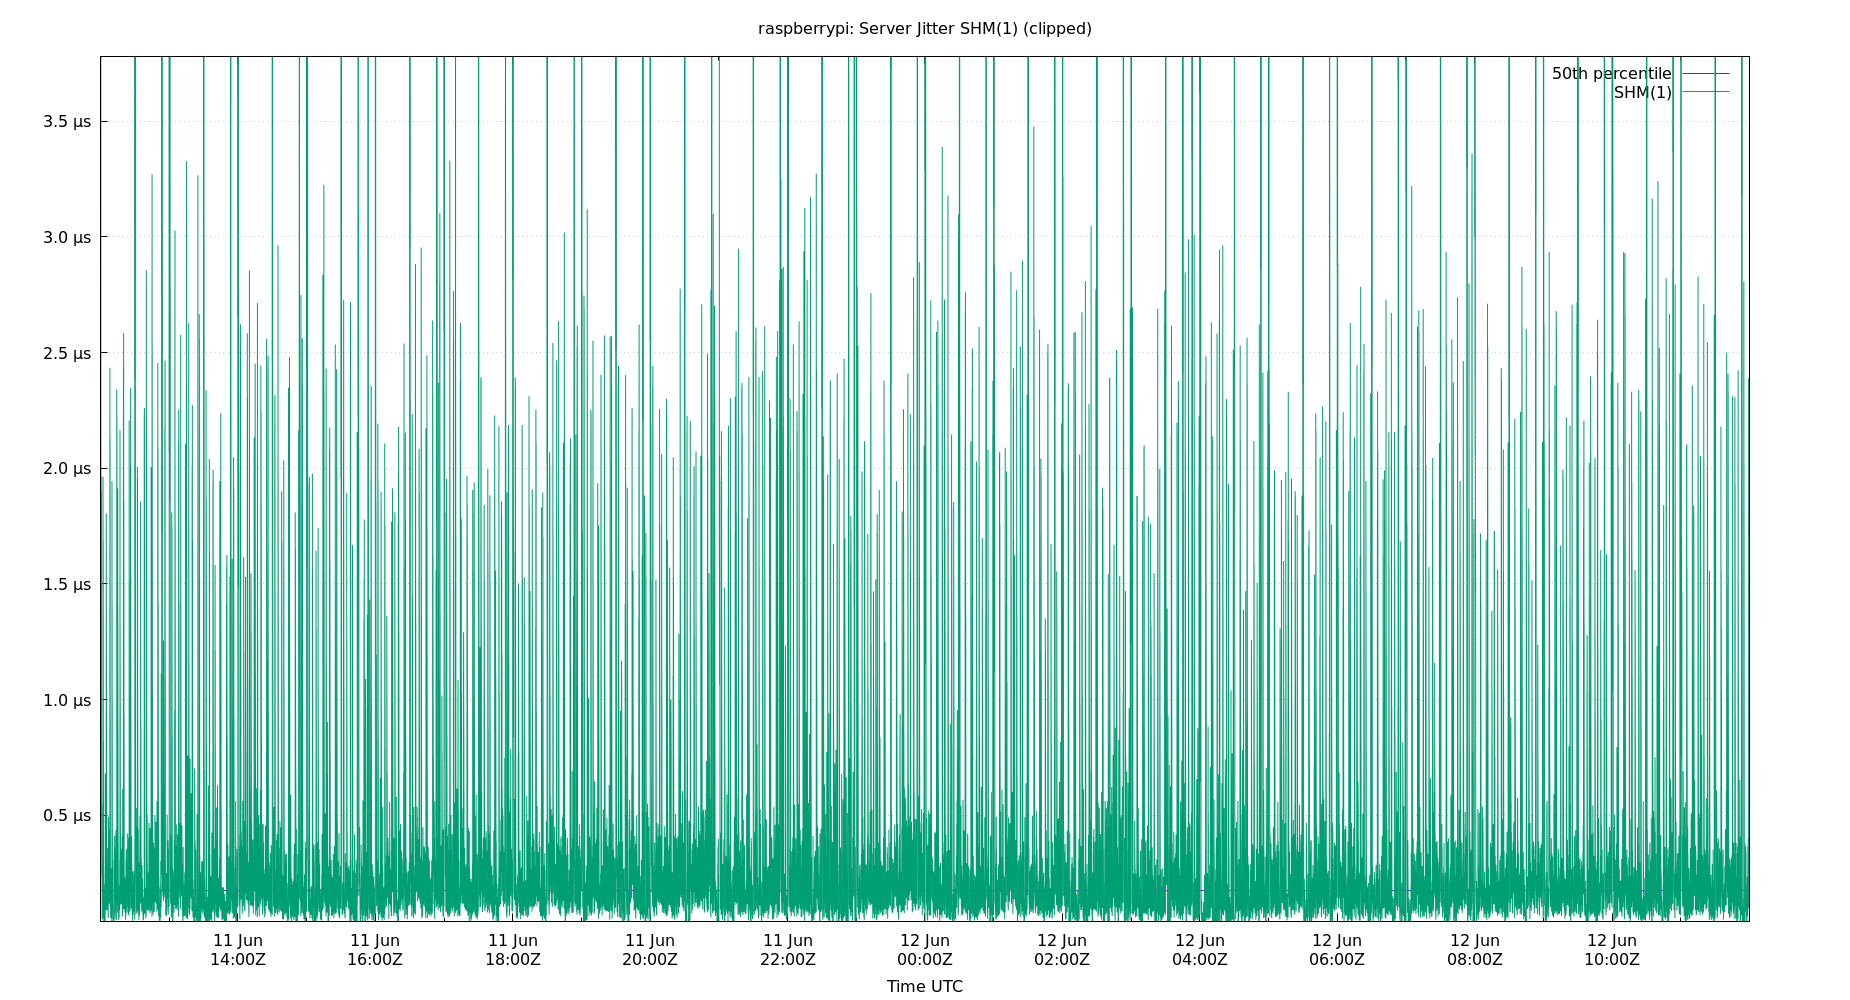 raspberrypi: Server Jitter SHM(1) (clipped)
50th percentile
SHM(1)
3.5 µs
3.0 µs
2.5 µs
2.0 µs
1.5 µs
1.0 µs
0.5 µs
11 Jun 11 Jun 11 Jun 11 Jun 11 Jun 12 Jun 12 Jun 12 Jun 12 Jun 12 Jun 12 Jun
14:00Z 16:00Z 18:00Z 20:00Z 22:00Z 00:00Z 02:00Z 04:00Z 06:00Z 08:00Z 10:00Z
Time UTC